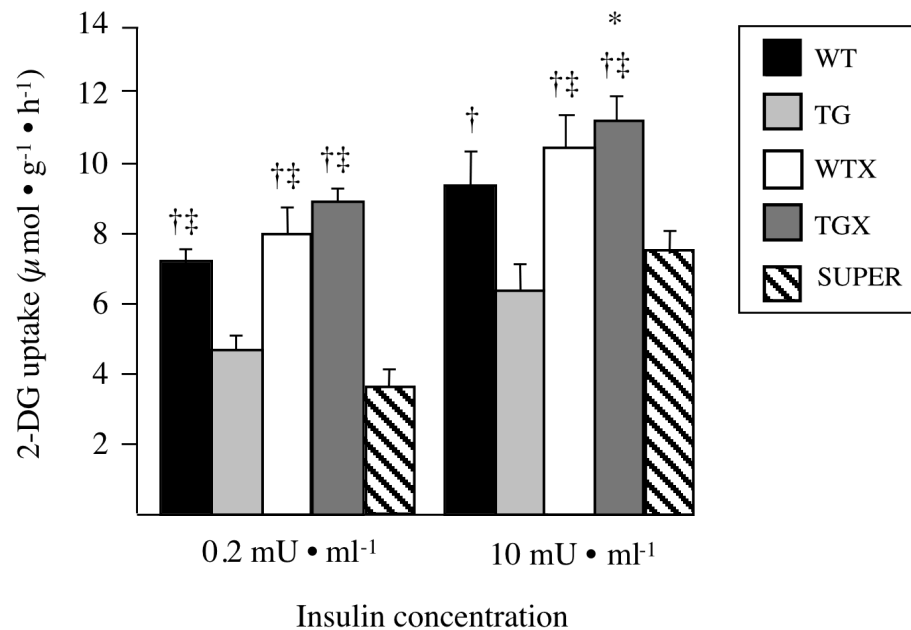 14
12
10
8
6
4
2
2-DG uptake (µmol • g-1 • h-1)
†‡
†‡
†‡
†
†‡
*
†‡
WT
TG
WTX
TGX
SUPER
0.2 mU • ml-1
10 mU • ml-1
Insulin concentration